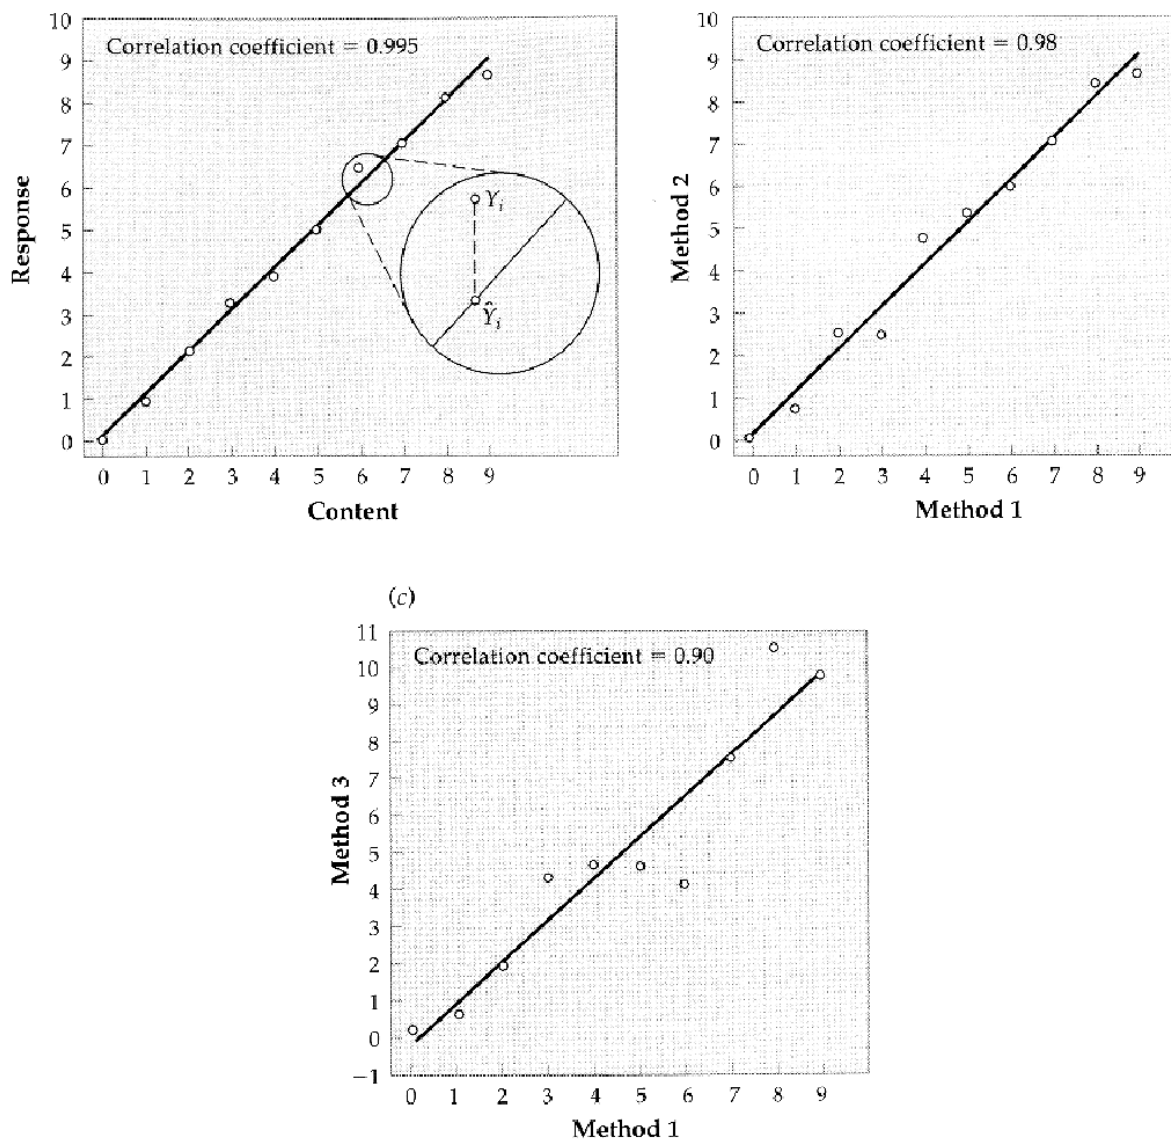 Correlation coefficient = 0.995
10
9
8
7
6
5
4
3
2
1
0
Response
Y_i
Ŷ_i
0 1 2 3 4 5 6 7 8 9
Content
Correlation coefficient = 0.98
10
9
8
7
6
5
4
3
2
1
0
Method 2
0 1 2 3 4 5 6 7 8 9
Method 1
(c)
Correlation coefficient = 0.90
11
10
9
8
7
6
5
4
3
2
1
0
−1
Method 3
0 1 2 3 4 5 6 7 8 9
Method 1